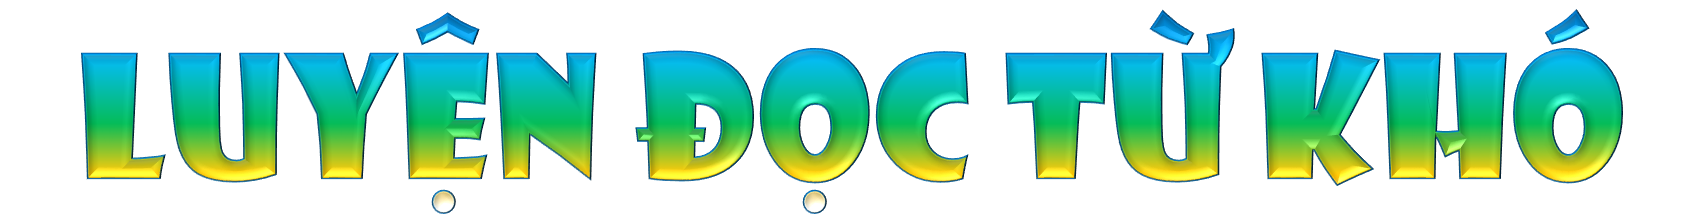 LUYỆN ĐỌC TỪ KHÓ